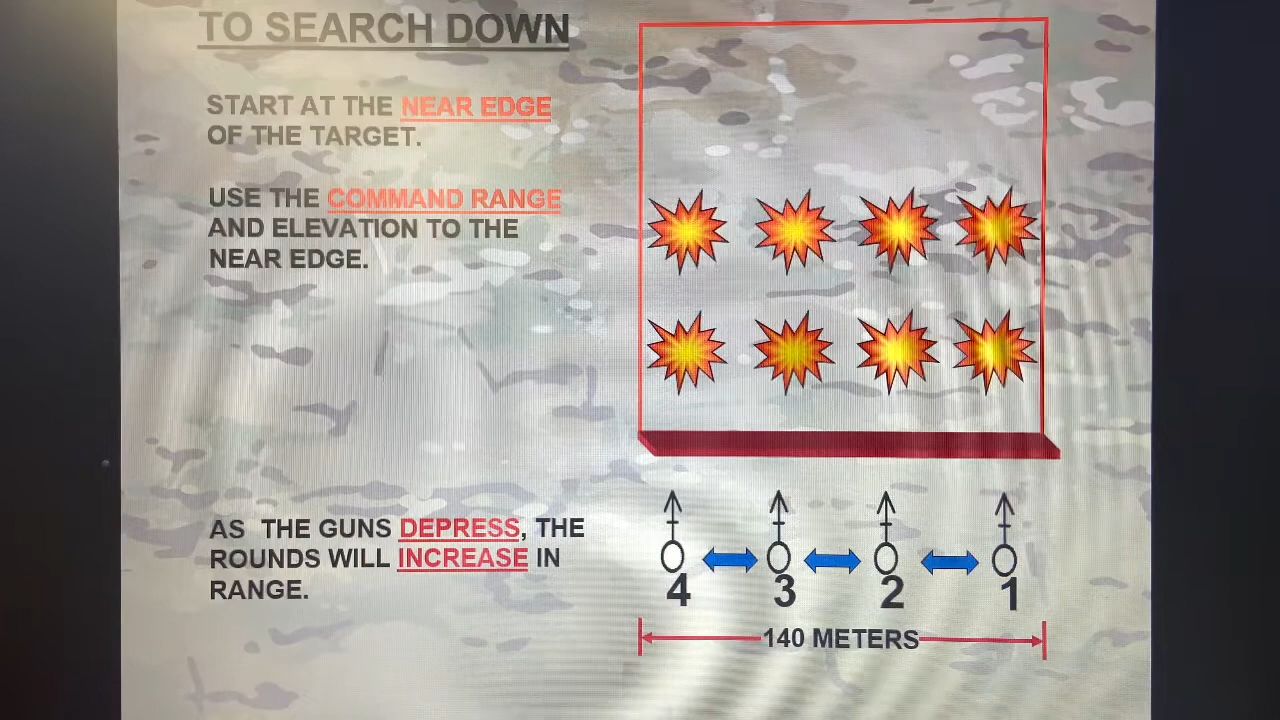 TO SEARCH DOWN
START AT THE NEAR EDGE
OF THE TARGET.
USE THE COMMAND RANGE
AND ELEVATION TO THE
NEAR EDGE.
AS THE GUNS DEPRESS, THE
ROUNDS WILL INCREASE IN
RANGE.
4 3 2 1
140 METERS